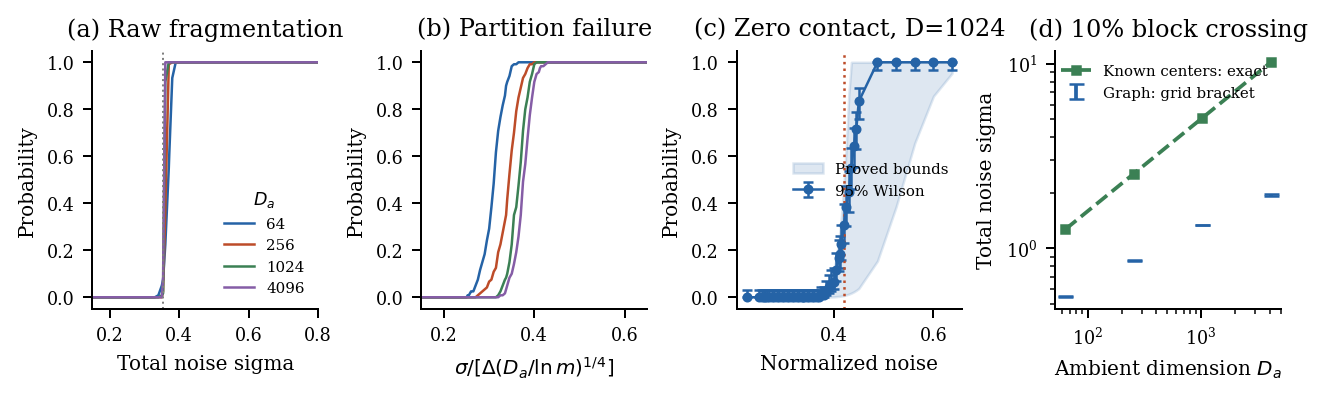 (a) Raw fragmentation
Probability
1.0
0.8
0.6
0.4
0.2
0.0
D_a
64
256
1024
4096
0.2
0.4
0.6
0.8
Total noise sigma
(b) Partition failure
Probability
1.0
0.8
0.6
0.4
0.2
0.0
0.2
0.4
0.6
σ/[Δ(D_a/ln m)^{1/4}]
(c) Zero contact, D=1024
Probability
1.0
0.8
0.6
0.4
0.2
0.0
Proved bounds
95% Wilson
0.4
0.6
Normalized noise
(d) 10% block crossing
Total noise sigma
10^1
10^0
Known centers: exact
Graph: grid bracket
10^2
10^3
Ambient dimension D_a